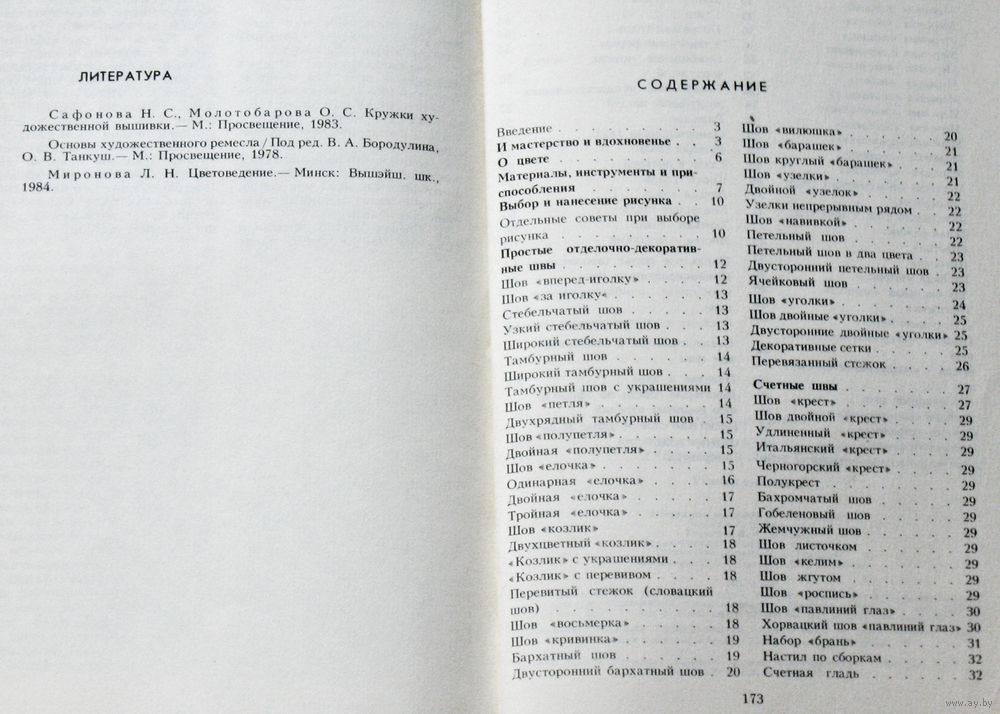 ЛИТЕРАТУРА
Сафонова Н. С., Молотобарова О. С. Кружки ху-
дожественной вышивки.— М.: Просвещение, 1983.
Основы художественного ремесла / Под ред. В. А. Бородулина,
О. В. Танкуш.— М.: Просвещение, 1978.
Миронова Л. Н. Цветоведение.— Минск: Вышэйш. шк.,
1984.
СОДЕРЖАНИЕ
Введение . . . . . . . . 3
И мастерство и вдохновенье . . 3
О цвете . . . . . . . . 6
Материалы, инструменты и при-
способления . . . . . . . 7
Выбор и нанесение рисунка . . 10
Отдельные советы при выборе
рисунка . . . . . . . . 10
Простые отделочно-декоратив-
ные швы . . . . . . . . 12
Шов «вперед-иголку» . . . . 12
Шов «за иголку« . . . . . 13
Стебельчатый шов . . . . . 13
Узкий стебельчатый шов . . . 13
Широкий стебельчатый шов . . 13
Тамбурный шов . . . . . 14
Широкий тамбурный шов . . . 14
Тамбурный шов с украшениями 14
Шов «петля» . . . . . . 14
Двухрядный тамбурный шов . 15
Шов «полупетля» . . . . . 15
Двойная «полупетля» . . . . 15
Шов «елочка» . . . . . . 15
Одинарная «елочка» . . . . 16
Двойная «елочка» . . . . 17
Тройная «елочка» . . . . . 17
Шов «козлик» 17
Двухцветный «козлик» . . . . 18
«Козлик» с украшениями . . . 18
«Козлик» с перевивом . . . . 18
Перевитый стежок (словацкий
шов) . . . . . . . . . 18
Шов «восьмерка» . . . . . 18
Шов «кривинка» . . . . . 19
Бархатный шов . . . . . 19
Двусторонний бархатный шов . 20
Шов «вилюшка» . . . . . 20
Шов «барашек» . . . . . 21
Шов круглый «барашек» . . . 21
Шов «узелки» . . . . . . 21
Двойной «узелок» . . . . . 22
Узелки непрерывным рядом . . 22
Шов «навивкой» . . . . . 22
Петельный шов . . . . . 22
Петельный шов в два цвета . . 23
Двусторонний петельный шов . 23
Ячейковый шов . . . . . 23
Шов «уголки» . . . . . . 24
Шов двойные «уголки» . . . . 25
Двусторонние двойные «уголки» 25
Декоративные сетки . . . . . 25
Перевязанный стежок . . . . 26
Счетные швы . . . . . . 27
Шов «крест» . . . . . . 27
Шов двойной «крест» . . . . 29
Удлиненный «крест» . . . . 29
Итальянский «крест» . . . . 29
Черногорский «крест» . . . . 29
Полукрест . . . . . . . 29
Бахромчатый шов . . . . . 29
Гобеленовый шов . . . . . 29
Жемчужный шов . . . . . 29
Шов листочком . . . . . 29
Шов «келим» . . . . . . 29
Шов жгутом . . . . . . 29
Шов «роспись» . . . . . . 29
Шов «павлиний глаз» . . . . 30
Хорвацкий шов «павлиний глаз» 30
Набор «брань» . . . . . . 31
Настил по сборкам . . . . . 32
Счетная гладь . . . . . . 32
173
www.ay.by